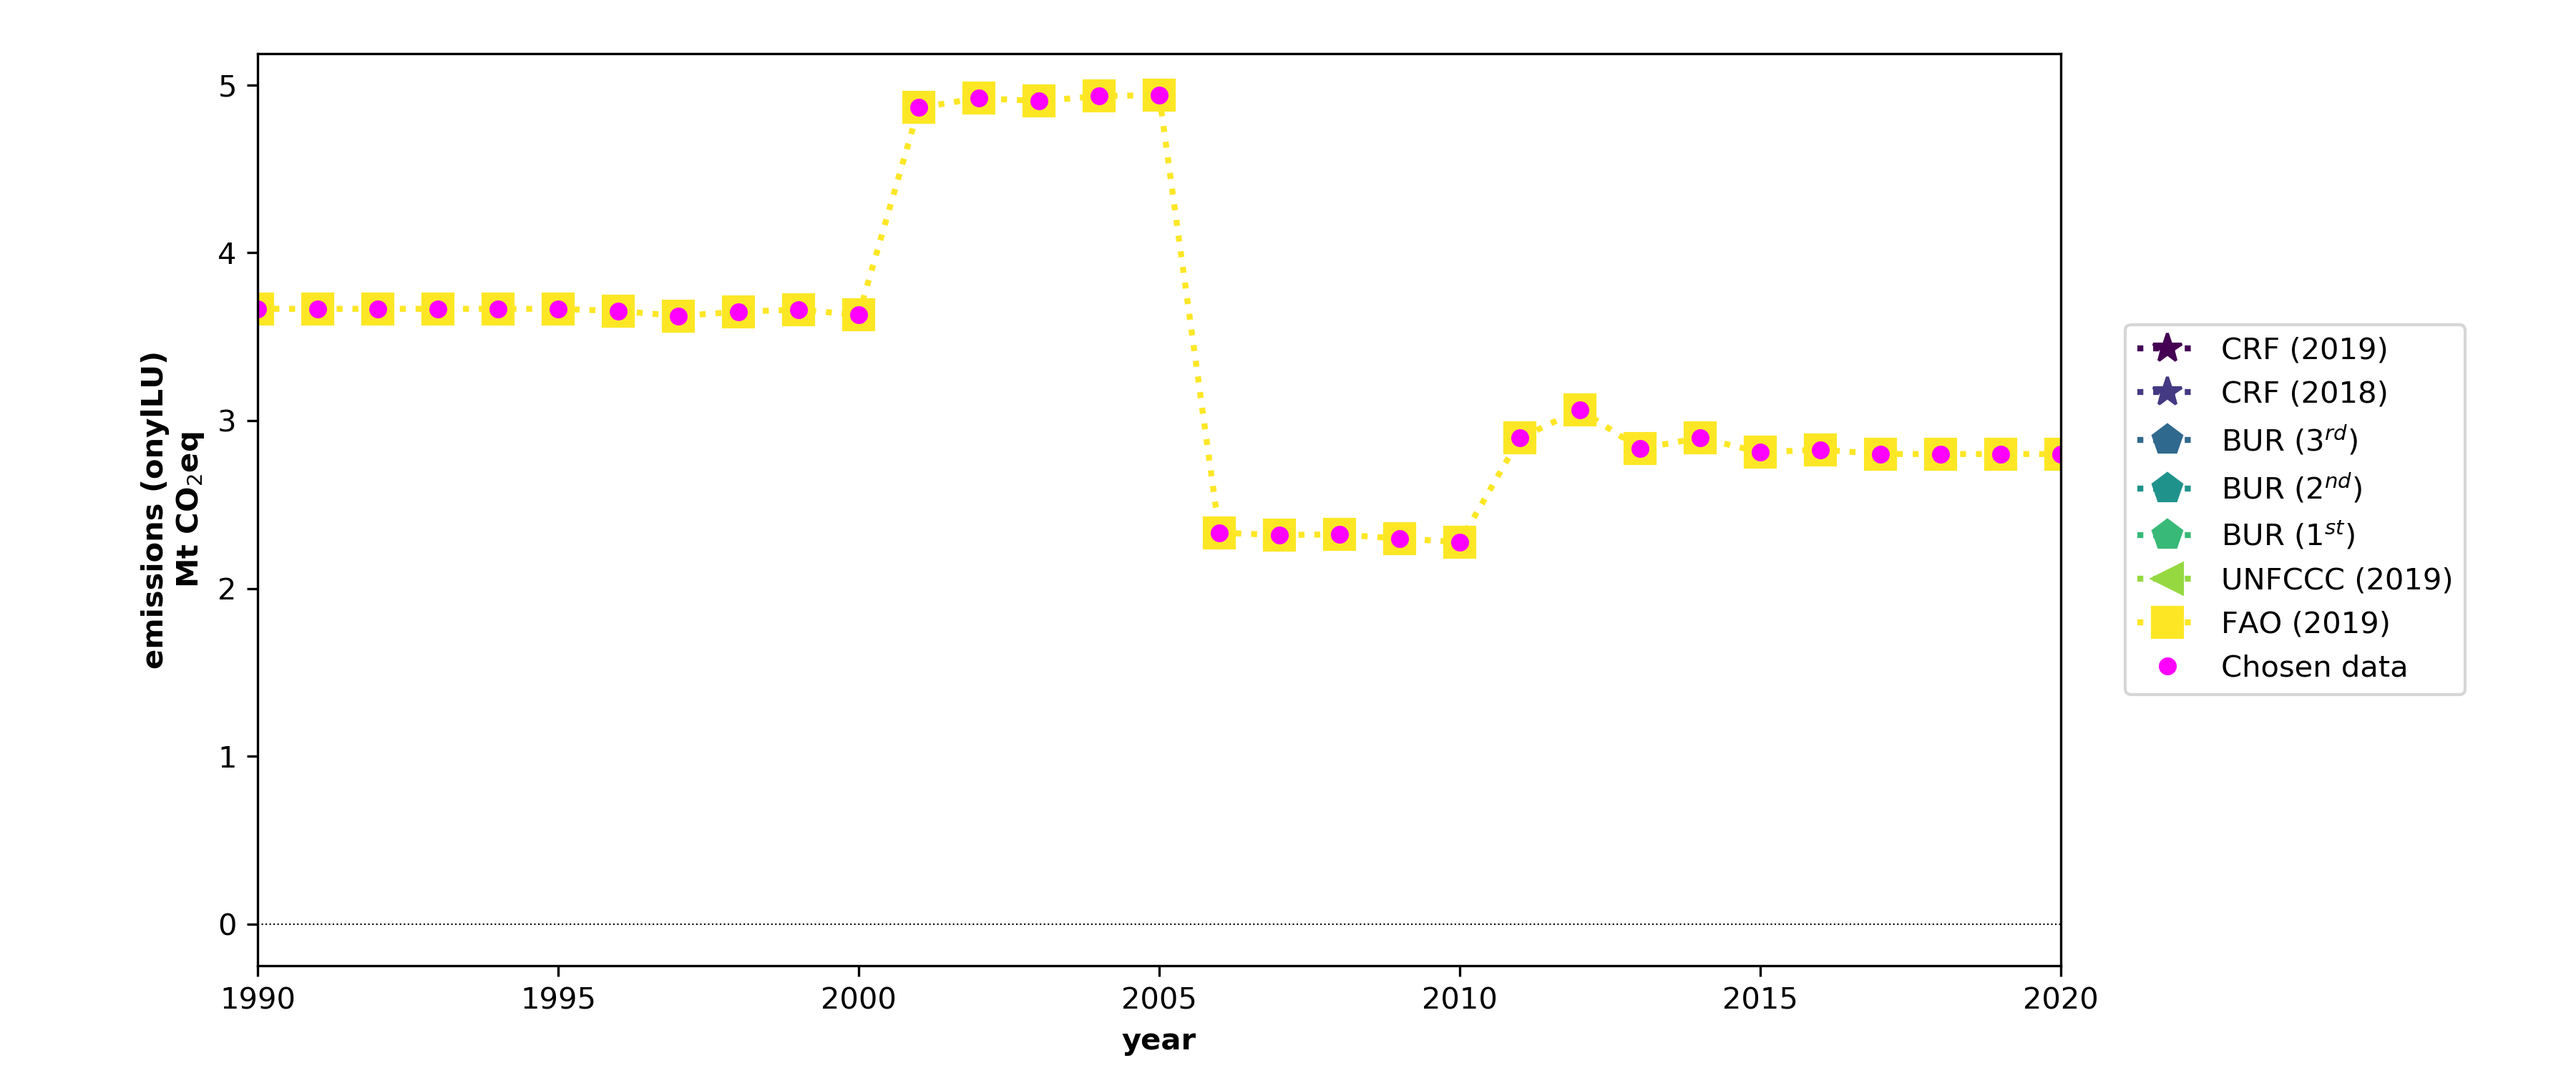 emissions (onylLU)
Mt CO₂eq
5
4
3
2
1
0
1990 1995 2000 2005 2010 2015 2020
year
CRF (2019)
CRF (2018)
BUR (3ʳᵈ)
BUR (2ⁿᵈ)
BUR (1ˢᵗ)
UNFCCC (2019)
FAO (2019)
Chosen data